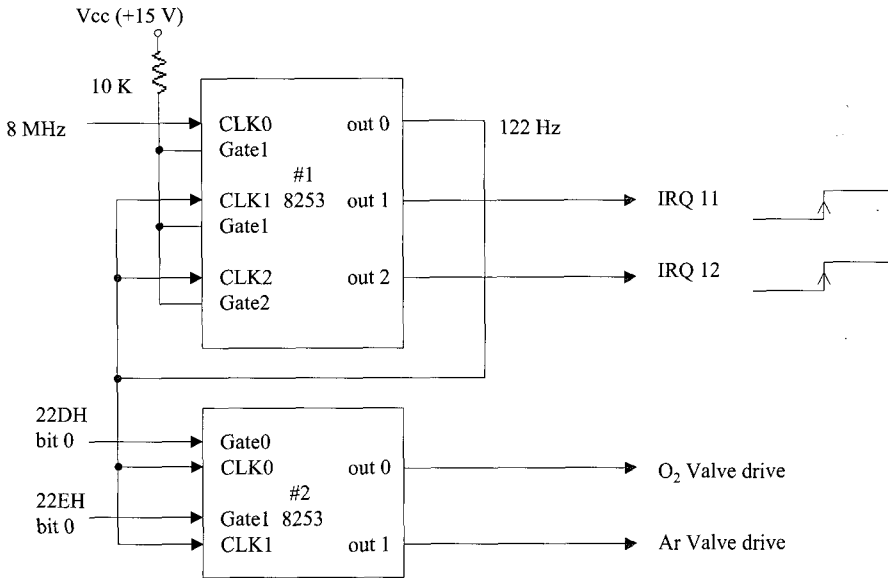 Vcc (+15 V)
10 K
8 MHz
CLK0
out 0
122 Hz
Gate1
#1
CLK1
8253
out 1
IRQ 11
Gate1
CLK2
out 2
IRQ 12
Gate2
22DH
bit 0
Gate0
CLK0
out 0
O₂ Valve drive
#2
22EH
bit 0
Gate1
8253
CLK1
out 1
Ar Valve drive